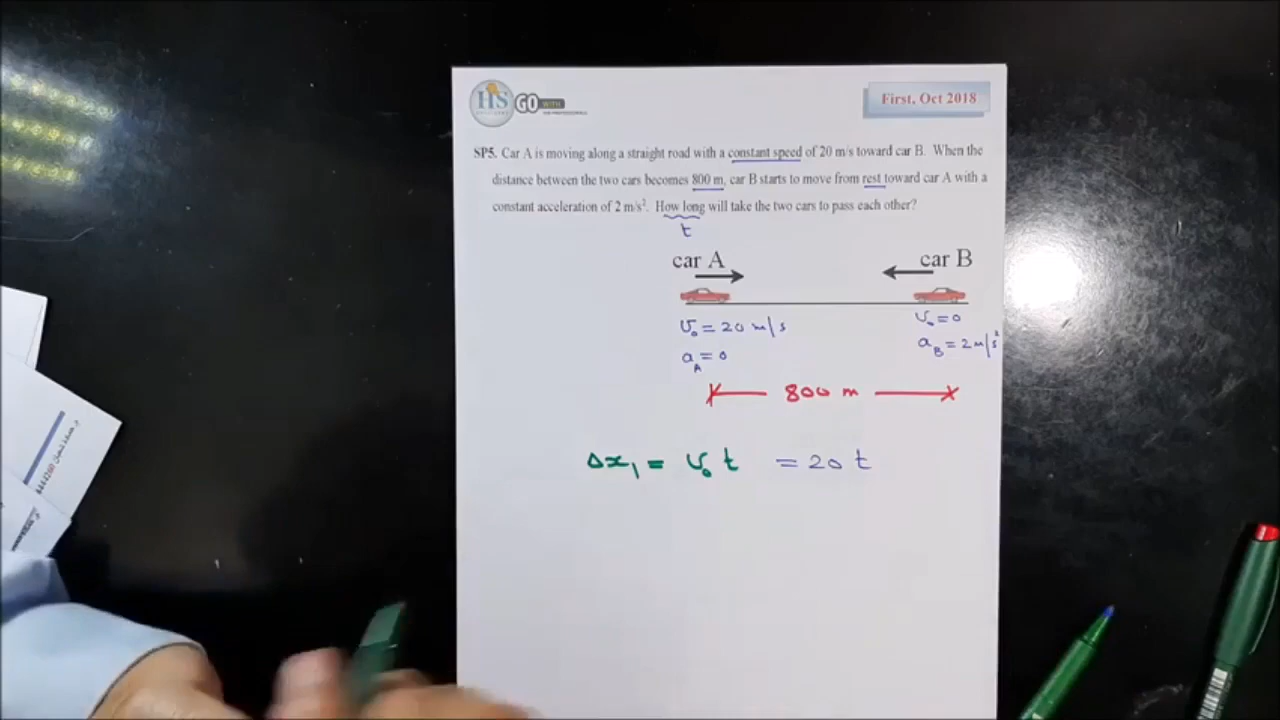 HS GO WITH
First, Oct 2018
SP5. Car A is moving along a straight road with a constant speed of 20 m/s toward car B. When the
distance between the two cars becomes 800 m, car B starts to move from rest toward car A with a
constant acceleration of 2 m/s². How long will take the two cars to pass each other?
t
car A car B
v₀ = 20 m/s v₀ = 0
a_A = 0 a_B = 2 m/s²
800 m
Δx₁ = v₀ t = 20 t